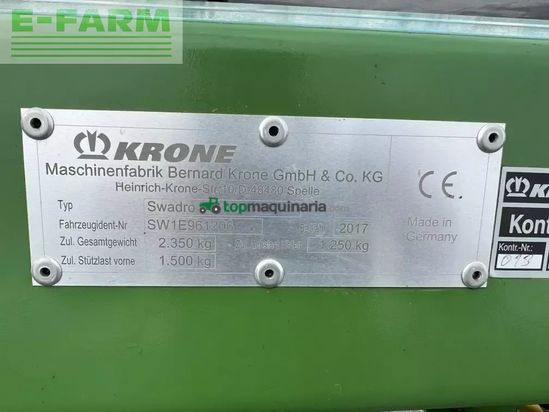 E-FARM
KRONE
Maschinenfabrik Bernard Krone GmbH & Co. KG
Heinrich-Krone-Str. 10, D-48480 Spelle
Typ Swadro
topmaquinaria.com
Fahrzeugident-Nr SW1E961200 2017
Zul. Gesamtgewicht 2.350 kg 1.250 kg
Zul. Stützlast vorne 1.500 kg
CE
Made in
Germany
KRONE
Kont
Kontr.-Nr.:
013